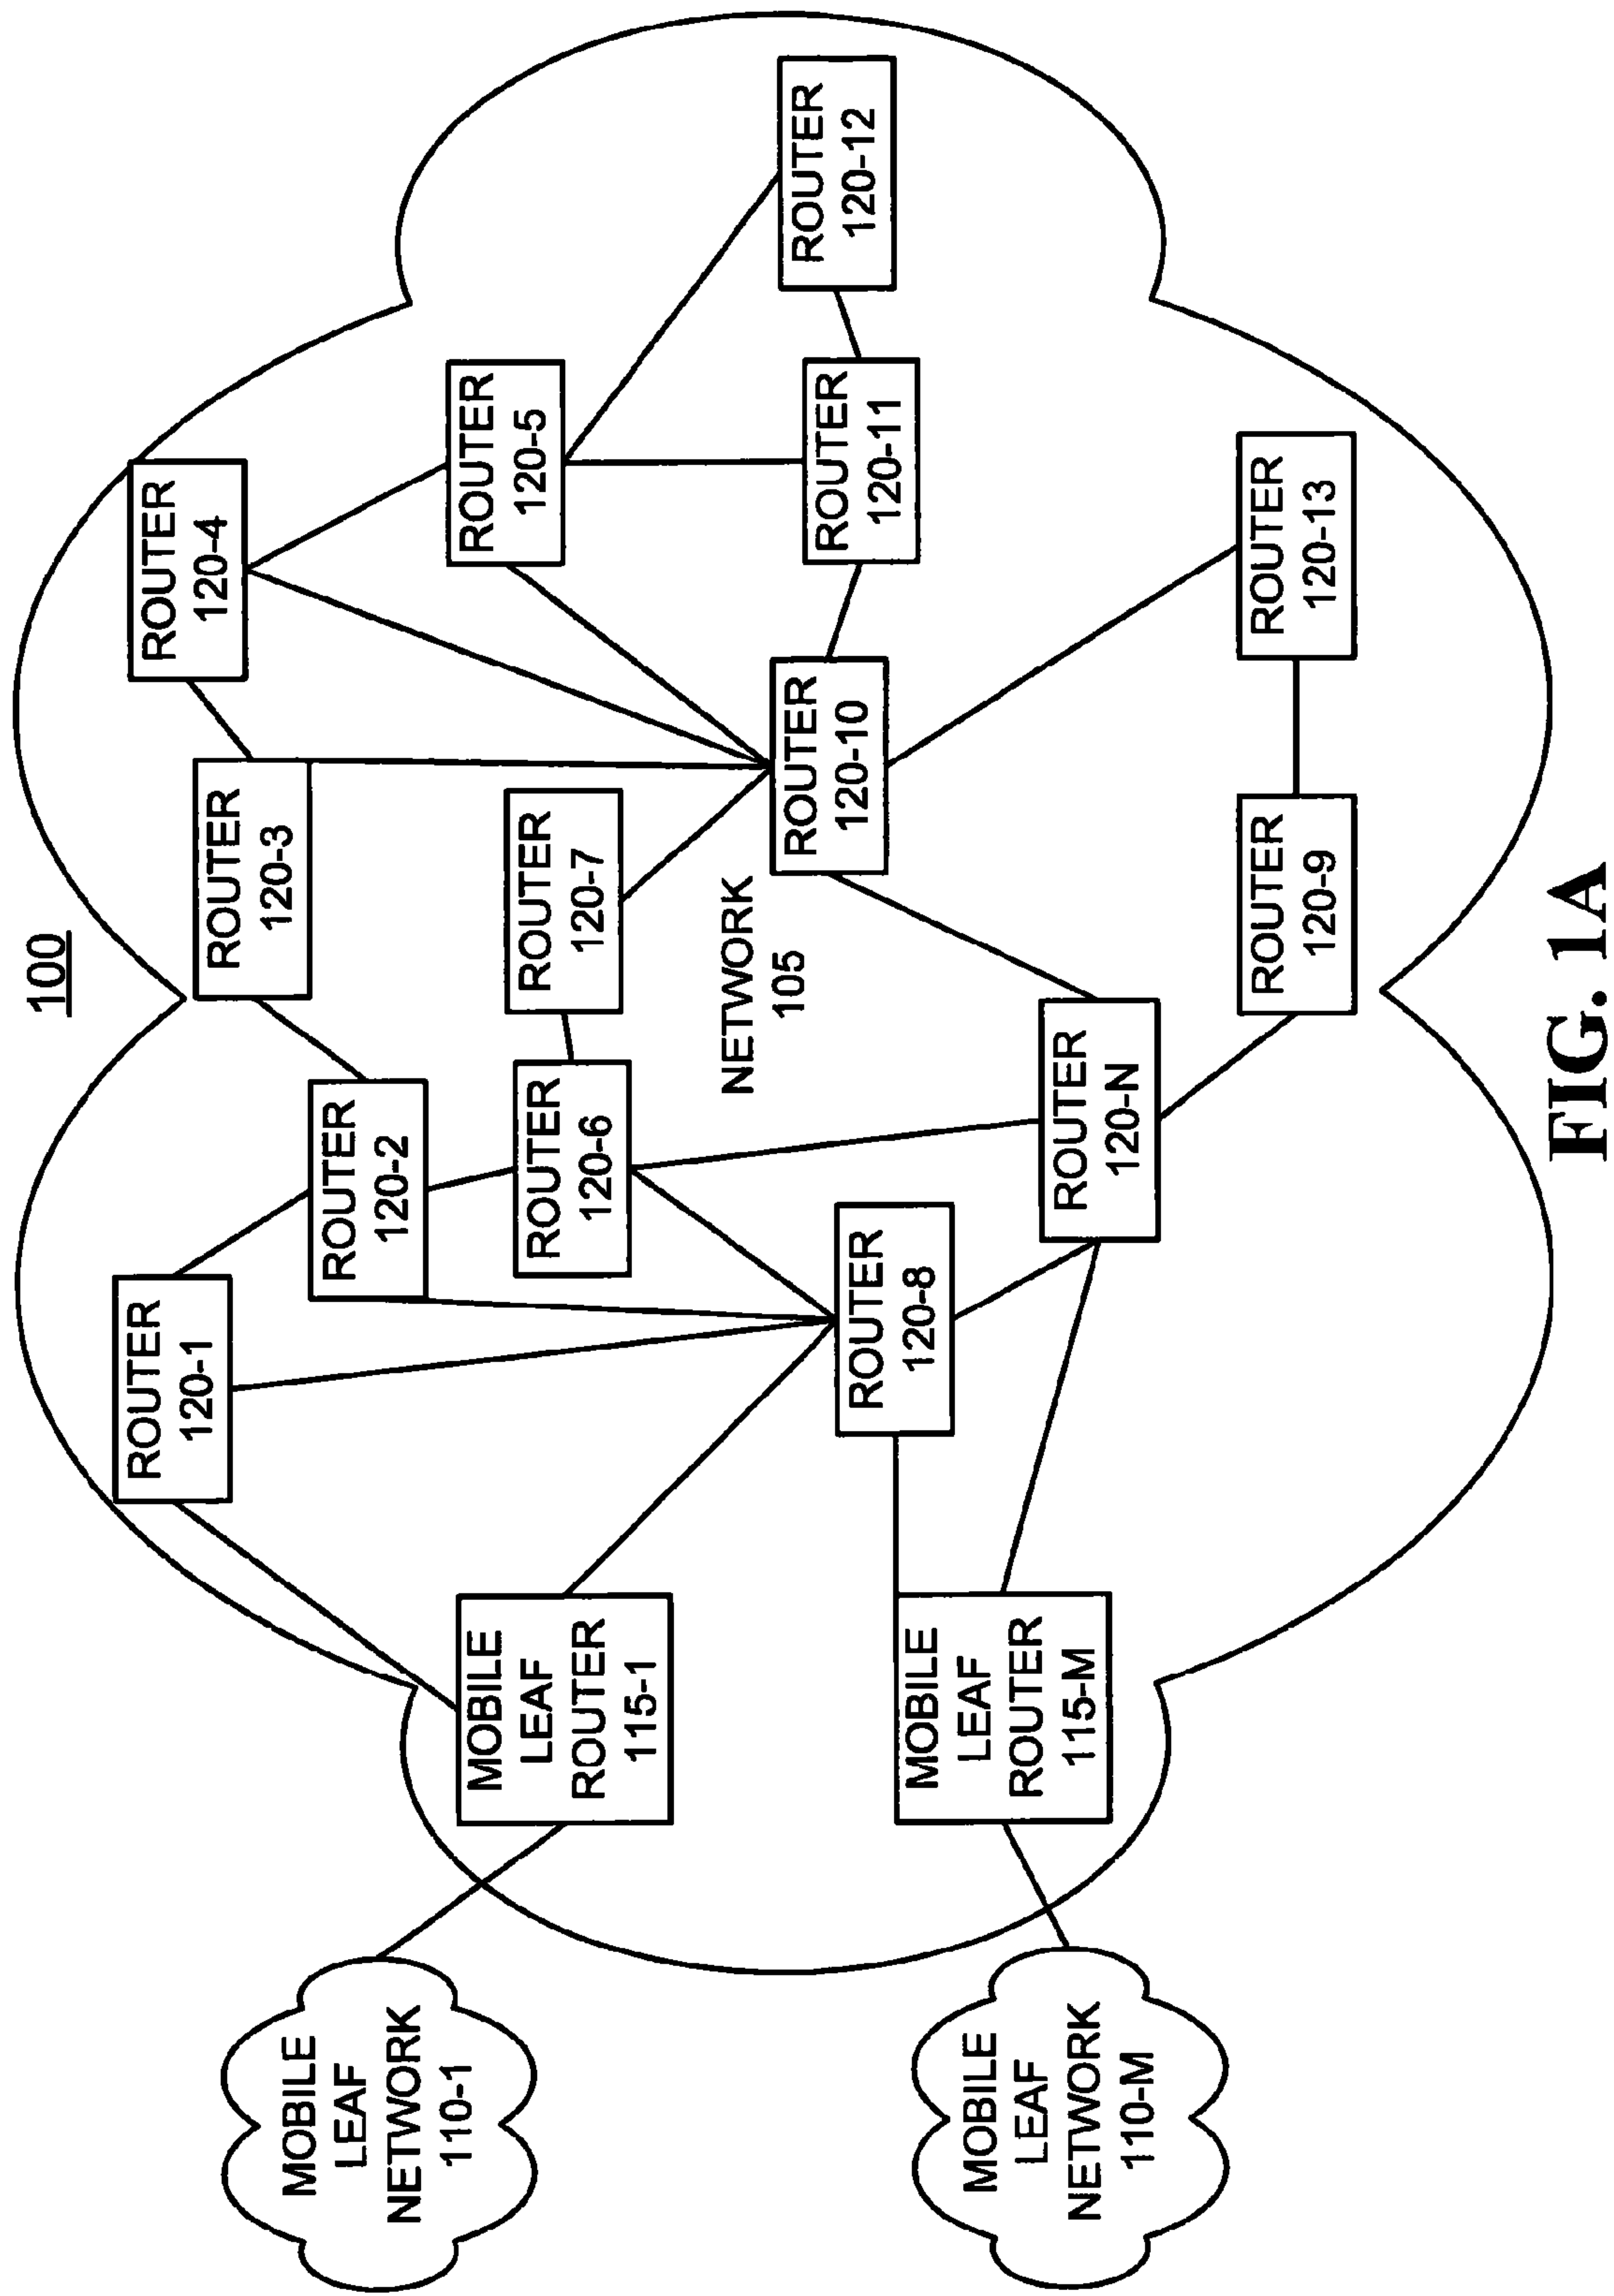 100
ROUTER
120-1
ROUTER
120-2
ROUTER
120-3
ROUTER
120-4
ROUTER
120-5
ROUTER
120-6
ROUTER
120-7
NETWORK
105
ROUTER
120-8
ROUTER
120-N
ROUTER
120-9
ROUTER
120-10
ROUTER
120-11
ROUTER
120-12
ROUTER
120-13
MOBILE
LEAF
ROUTER
115-1
MOBILE
LEAF
ROUTER
115-M
MOBILE
LEAF
NETWORK
110-1
MOBILE
LEAF
NETWORK
110-M
FIG. 1A